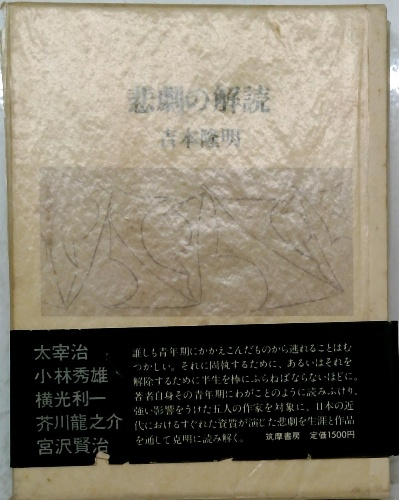 悲劇の解読
吉本隆明
太宰治
小林秀雄
横光利一
芥川龍之介
宮沢賢治
誰しも青年期にかかえこんだものから逃れることはむ
つかしい。それに固執するために、あるいはそれを
解除するために半生を棒にふらねばならないほどに。
著者自身その青年期にわがことのように読みふけり、
強い影響をうけた五人の作家を対象に、日本の近
代におけるすぐれた資質が演じた悲劇を生涯と作品
を通して克明に読み解く。
筑摩書房 定価1500円